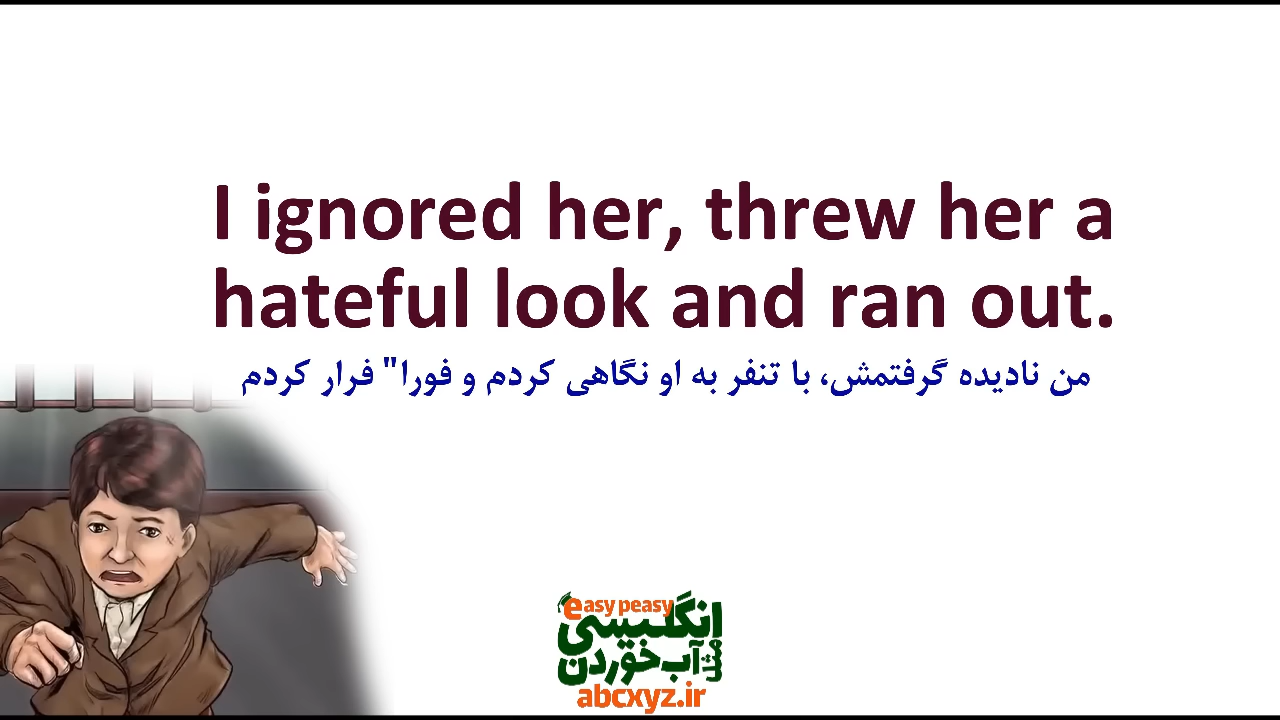 I ignored her, threw her a
hateful look and ran out.
من نادیده گرفتمش، با تنفر به او نگاهی کردم و فورا" فرار کردم
easy peasy
انگلیسی
مثل آب خوردن
abcxyz.ir